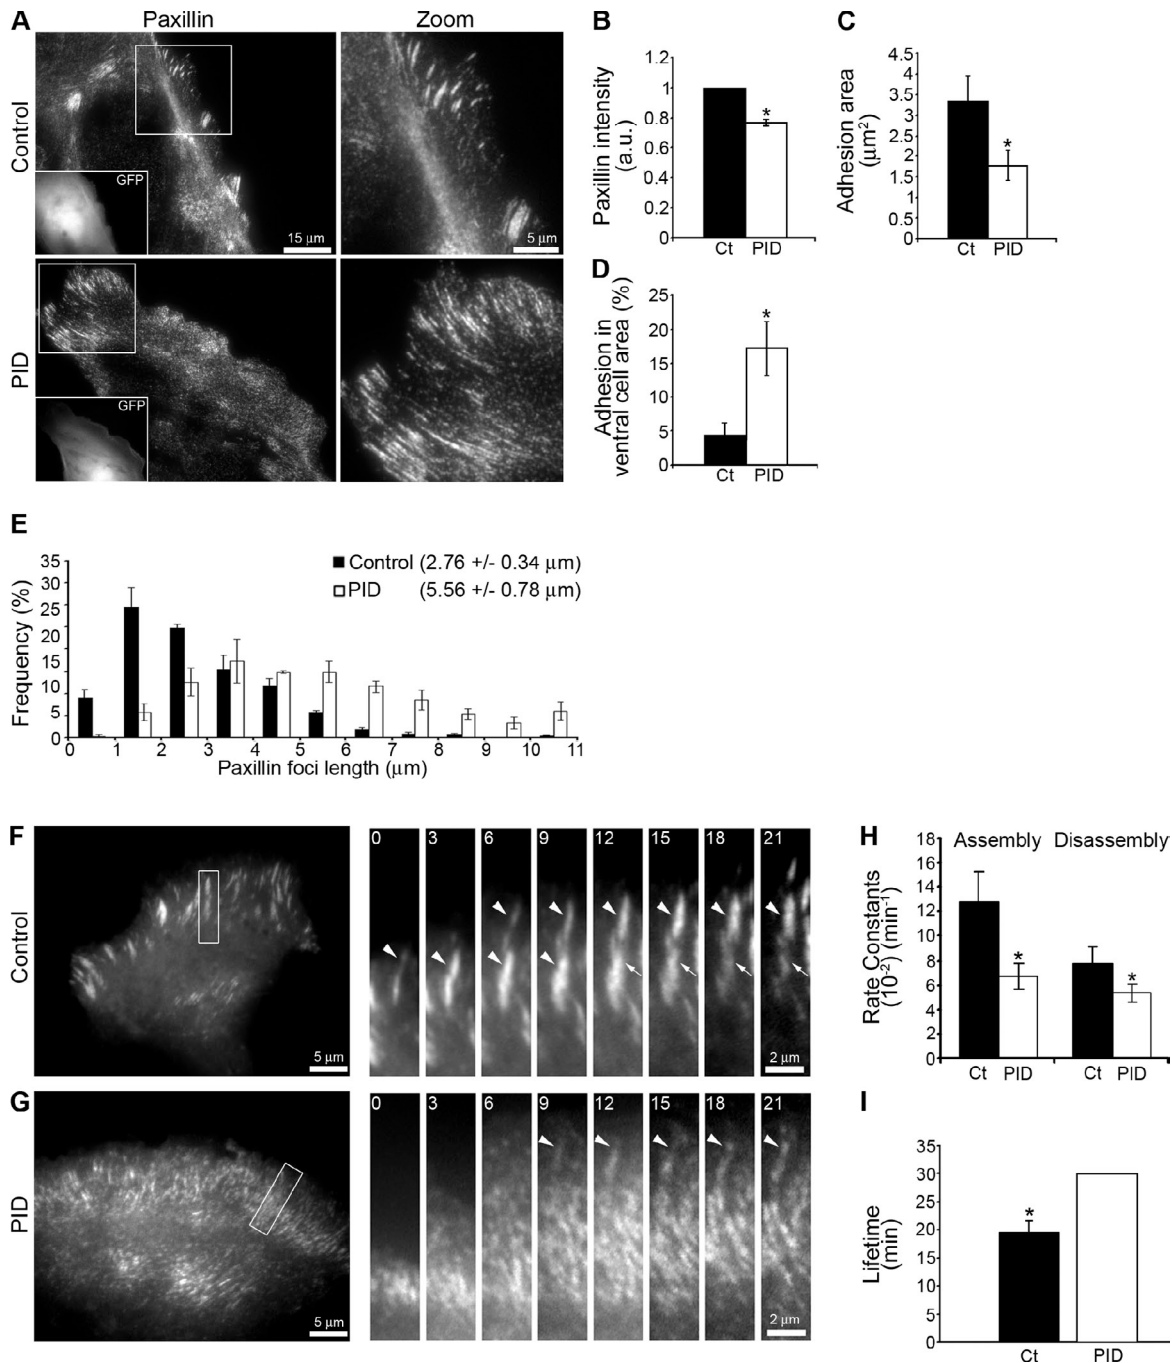 A
Paxillin
Zoom
Control
GFP
15 µm
5 µm
PID
GFP
B
Paxillin intensity
(a.u.)
1.2
1
0.8
0.6
0.4
0.2
0
*
Ct PID
C
Adhesion area
(µm²)
4.5
4
3.5
3
2.5
2
1.5
1
0.5
0
*
Ct PID
D
Adhesion in
ventral cell area (%)
25
20
15
10
5
0
*
Ct PID
E
Frequency (%)
35
30
25
20
15
10
5
0
Control (2.76 +/- 0.34 µm)
PID (5.56 +/- 0.78 µm)
0 1 2 3 4 5 6 7 8 9 10 11
Paxillin foci length (µm)
F
Control
5 µm
0 3 6 9 12 15 18 21
2 µm
G
PID
5 µm
0 3 6 9 12 15 18 21
2 µm
H
Rate Constants
(10⁻²) (min⁻¹)
18
16
14
12
10
8
6
4
2
0
Assembly Disassembly
* *
Ct PID Ct PID
I
Lifetime
(min)
35
30
25
20
15
10
5
0
*
Ct PID